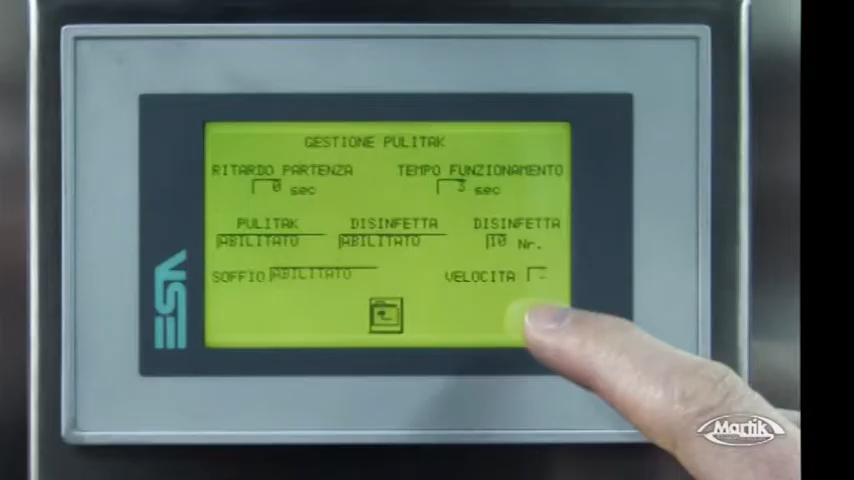 GESTIONE PULITAK
RITARDO PARTENZA TEMPO FUNZIONAMENTO
0 sec 3 sec
PULITAK DISINFETTA DISINFETTA
ABILITATO ABILITATO 10 Nr.
SOFFIO ABILITATO VELOCITA
ESA
Martik